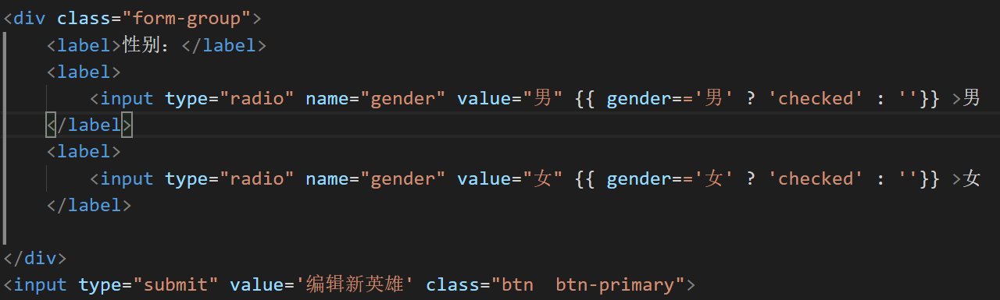 <div class="form-group">
    <label>性别：</label>
    <label>
        <input type="radio" name="gender" value="男" {{ gender=='男' ? 'checked' : ''}} >男
    </label>
    <label>
        <input type="radio" name="gender" value="女" {{ gender=='女' ? 'checked' : ''}} >女
    </label>
</div>
<input type="submit" value='编辑新英雄' class="btn  btn-primary">